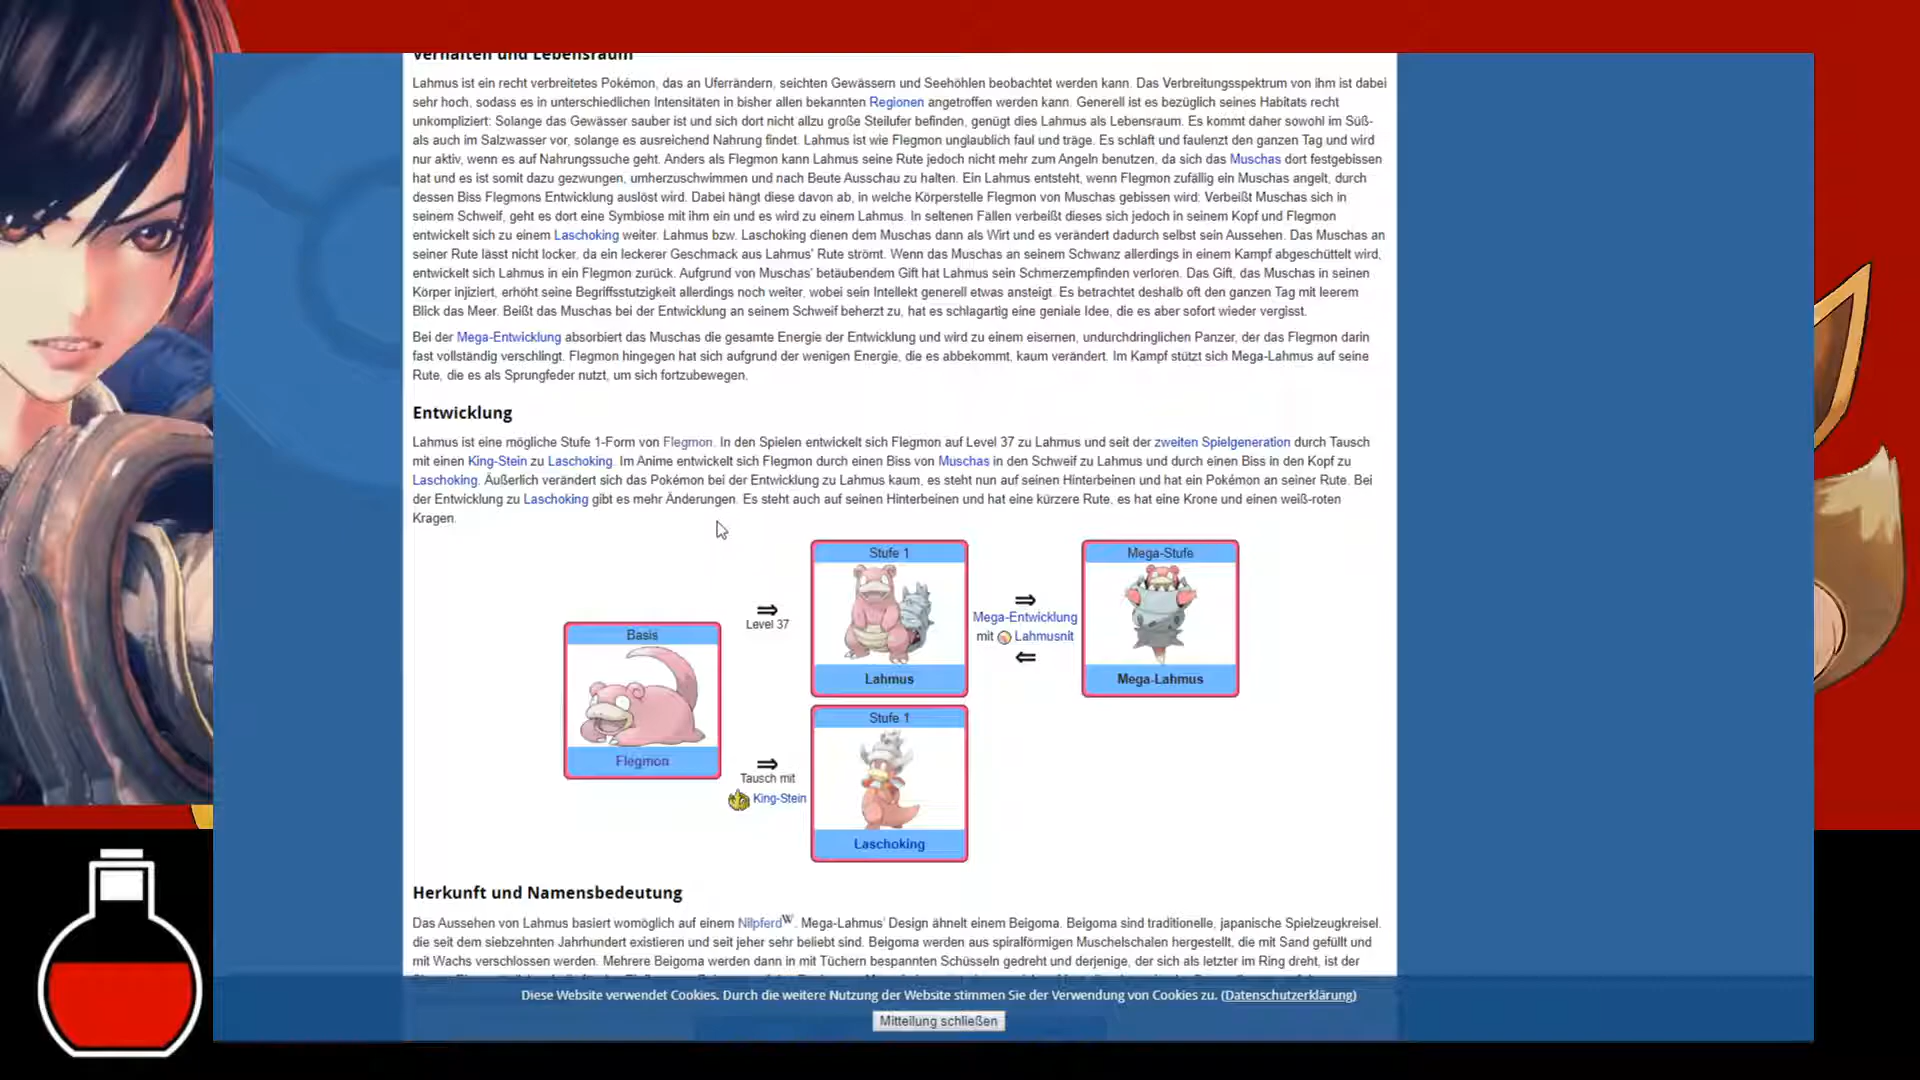 Verhalten und Lebensraum
Lahmus ist ein recht verbreitetes Pokémon, das an Uferrändern, seichten Gewässern und Seehöhlen beobachtet werden kann. Das Verbreitungsspektrum von ihm ist dabei
sehr hoch, sodass es in unterschiedlichen Intensitäten in bisher allen bekannten Regionen angetroffen werden kann. Generell ist es bezüglich seines Habitats recht
unkompliziert: Solange das Gewässer sauber ist und sich dort nicht allzu große Steilufer befinden, genügt dies Lahmus als Lebensraum. Es kommt daher sowohl im Süß-
als auch im Salzwasser vor, solange es ausreichend Nahrung findet. Lahmus ist wie Flegmon unglaublich faul und träge. Es schläft und faulenzt den ganzen Tag und wird
nur aktiv, wenn es auf Nahrungssuche geht. Anders als Flegmon kann Lahmus seine Rute jedoch nicht mehr zum Angeln benutzen, da sich das Muschas dort festgebissen
hat und es ist somit dazu gezwungen, umherzuschwimmen und nach Beute Ausschau zu halten. Ein Lahmus entsteht, wenn Flegmon zufällig ein Muschas angelt, durch
dessen Biss Flegmons Entwicklung auslöst wird. Dabei hängt diese davon ab, in welche Körperstelle Flegmon von Muschas gebissen wird: Verbeißt Muschas sich in
seinem Schweif, geht es dort eine Symbiose mit ihm ein und es wird zu einem Lahmus. In seltenen Fällen verbeißt dieses sich jedoch in seinem Kopf und Flegmon
entwickelt sich zu einem Laschoking weiter. Lahmus bzw. Laschoking dienen dem Muschas dann als Wirt und es verändert dadurch selbst sein Aussehen. Das Muschas an
seiner Rute lässt nicht locker, da ein leckerer Geschmack aus Lahmus' Rute strömt. Wenn das Muschas an seinem Schwanz allerdings in einem Kampf abgeschüttelt wird,
entwickelt sich Lahmus in ein Flegmon zurück. Aufgrund von Muschas' betäubendem Gift hat Lahmus sein Schmerzempfinden verloren. Das Gift, das Muschas in seinen
Körper injiziert, erhöht seine Begriffsstutzigkeit allerdings noch weiter, wobei sein Intellekt generell etwas ansteigt. Es betrachtet deshalb oft den ganzen Tag mit leerem
Blick das Meer. Beißt das Muschas bei der Entwicklung an seinem Schweif beherzt zu, hat es schlagartig eine geniale Idee, die es aber sofort wieder vergisst.
Bei der Mega-Entwicklung absorbiert das Muschas die gesamte Energie der Entwicklung und wird zu einem eisernen, undurchdringlichen Panzer, der das Flegmon darin
fast vollständig verschlingt. Flegmon hingegen hat sich aufgrund der wenigen Energie, die es abbekommt, kaum verändert. Im Kampf stützt sich Mega-Lahmus auf seine
Rute, die es als Sprungfeder nutzt, um sich fortzubewegen.
Entwicklung
Lahmus ist eine mögliche Stufe 1-Form von Flegmon. In den Spielen entwickelt sich Flegmon auf Level 37 zu Lahmus und seit der zweiten Spielgeneration durch Tausch
mit einen King-Stein zu Laschoking. Im Anime entwickelt sich Flegmon durch einen Biss von Muschas in den Schweif zu Lahmus und durch einen Biss in den Kopf zu
Laschoking. Äußerlich verändert sich das Pokémon bei der Entwicklung zu Lahmus kaum, es steht nun auf seinen Hinterbeinen und hat ein Pokémon an seiner Rute. Bei
der Entwicklung zu Laschoking gibt es mehr Änderungen. Es steht auch auf seinen Hinterbeinen und hat eine kürzere Rute, es hat eine Krone und einen weiß-roten
Kragen.
Basis
Flegmon
⇒
Level 37
Stufe 1
Lahmus
⇒
Mega-Entwicklung
mit Lahmusnit
⇐
Mega-Stufe
Mega-Lahmus
⇒
Tausch mit
King-Stein
Stufe 1
Laschoking
Herkunft und Namensbedeutung
Das Aussehen von Lahmus basiert womöglich auf einem Nilpferd W. Mega-Lahmus' Design ähnelt einem Beigoma. Beigoma sind traditionelle, japanische Spielzeugkreisel,
die seit dem siebzehnten Jahrhundert existieren und seit jeher sehr beliebt sind. Beigoma werden aus spiralförmigen Muschelschalen hergestellt, die mit Sand gefüllt und
mit Wachs verschlossen werden. Mehrere Beigoma werden dann in mit Tüchern bespannten Schüsseln gedreht und derjenige, der sich als letzter im Ring dreht, ist der
Diese Website verwendet Cookies. Durch die weitere Nutzung der Website stimmen Sie der Verwendung von Cookies zu. (Datenschutzerklärung)
Mitteilung schließen